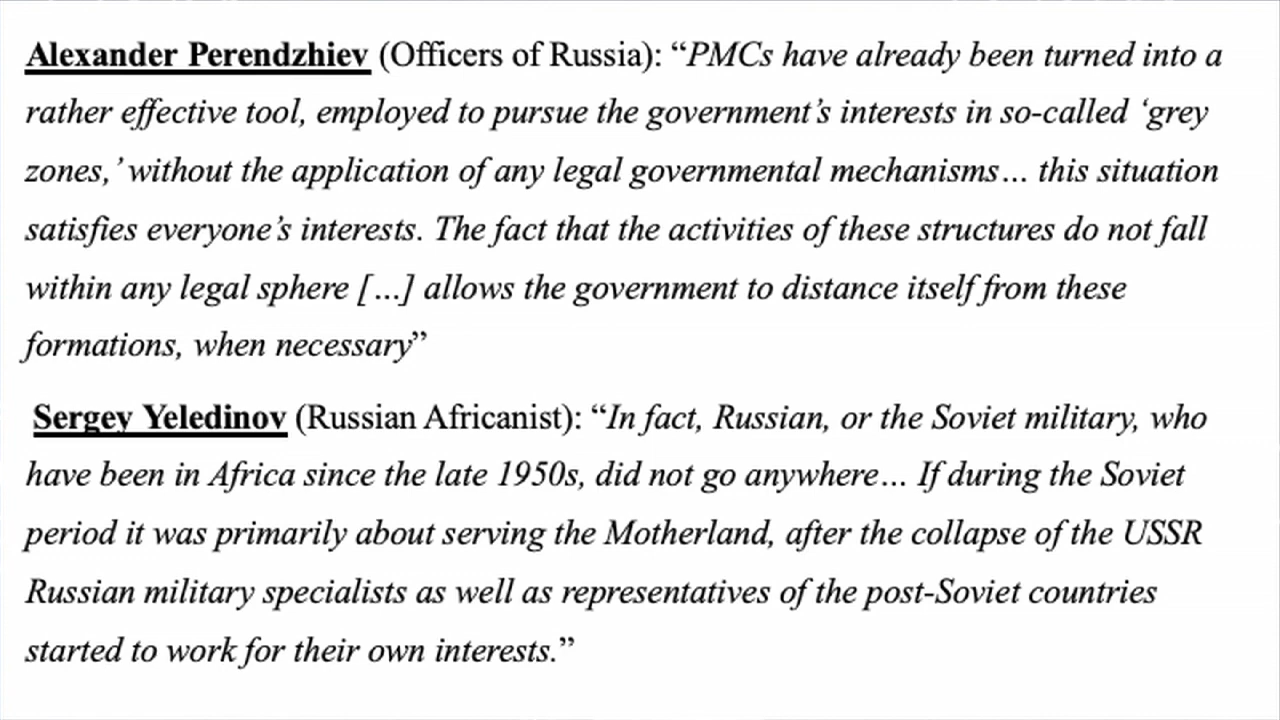 Alexander Perendzhiev (Officers of Russia): “PMCs have already been turned into a
rather effective tool, employed to pursue the government’s interests in so-called ‘grey
zones,’ without the application of any legal governmental mechanisms… this situation
satisfies everyone’s interests. The fact that the activities of these structures do not fall
within any legal sphere […] allows the government to distance itself from these
formations, when necessary”
Sergey Yeledinov (Russian Africanist): “In fact, Russian, or the Soviet military, who
have been in Africa since the late 1950s, did not go anywhere… If during the Soviet
period it was primarily about serving the Motherland, after the collapse of the USSR
Russian military specialists as well as representatives of the post-Soviet countries
started to work for their own interests.”